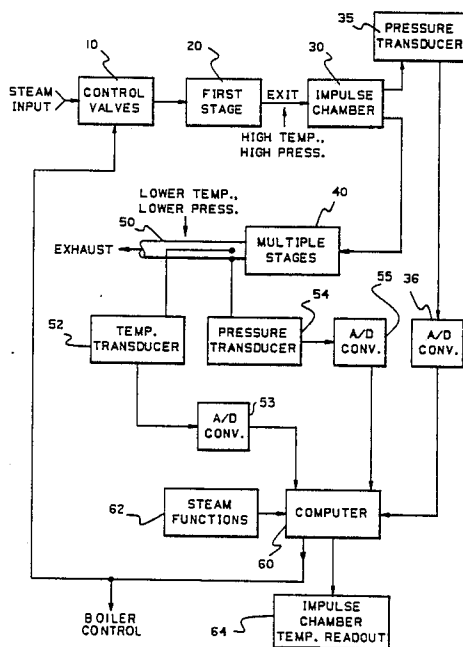 35
PRESSURE
TRANSDUCER
10
20
30
STEAM
INPUT
CONTROL
VALVES
FIRST
STAGE
EXIT
IMPULSE
CHAMBER
HIGH TEMP.,
HIGH PRESS.
LOWER TEMP.,
LOWER PRESS.
40
50
EXHAUST
MULTIPLE
STAGES
55
36
52
TEMP.
TRANSDUCER
PRESSURE
TRANSDUCER
54
A/D
CONV.
A/D
CONV.
53
A/D
CONV.
62
STEAM
FUNCTIONS
COMPUTER
60
BOILER
CONTROL
64
IMPULSE
CHAMBER
TEMP. READOUT